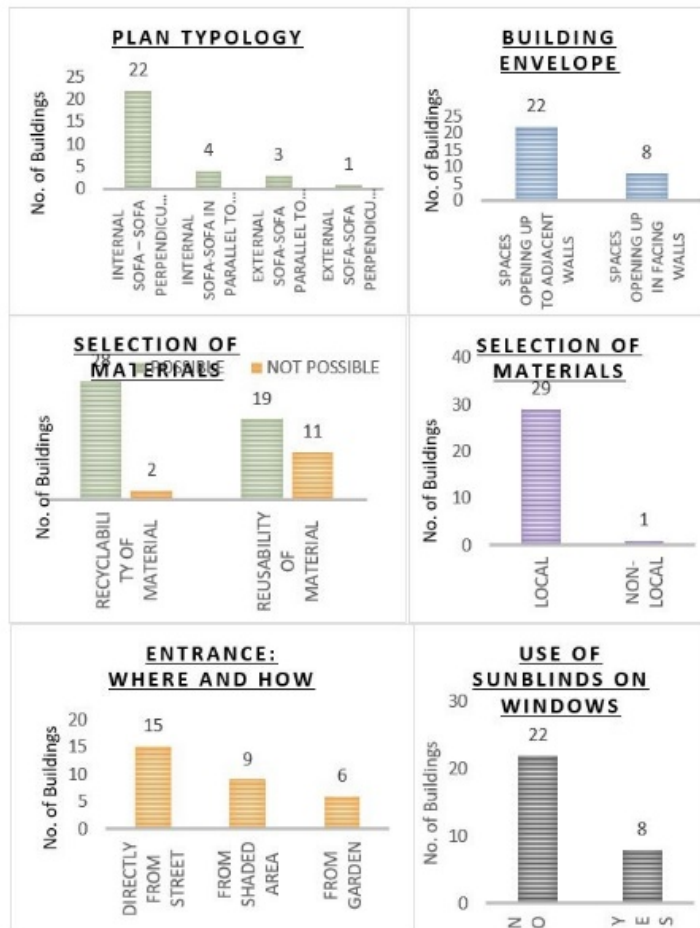 PLAN TYPOLOGY
No. of Buildings
25
20
15
10
5
0
22
4
3
1
INTERNAL
SOFA – SOFA
PERPENDICU...
INTERNAL
SOFA-SOFA IN
PARALLEL TO...
EXTERNAL
SOFA-SOFA
PARALLEL TO...
EXTERNAL
SOFA-SOFA
PERPENDICU...
BUILDING
ENVELOPE
No. of Buildings
25
20
15
10
5
0
22
8
SPACES
OPENING UP
TO ADJACENT
WALLS
SPACES
OPENING UP
IN FACING
WALLS
SELECTION OF
MATERIALS
POSSIBLE
NOT POSSIBLE
No. of Buildings
28
2
19
11
RECYCLABILI
TY OF
MATERIAL
REUSABILITY
OF
MATERIAL
SELECTION OF
MATERIALS
No. of Buildings
40
30
20
10
0
29
1
LOCAL
NON-
LOCAL
ENTRANCE:
WHERE AND HOW
No. of Buildings
20
15
10
5
0
15
9
6
DIRECTLY
FROM
STREET
FROM
SHADED
AREA
FROM
GARDEN
USE OF
SUNBLINDS ON
WINDOWS
No. of Buildings
30
20
10
0
22
8
N
O
Y
E
S